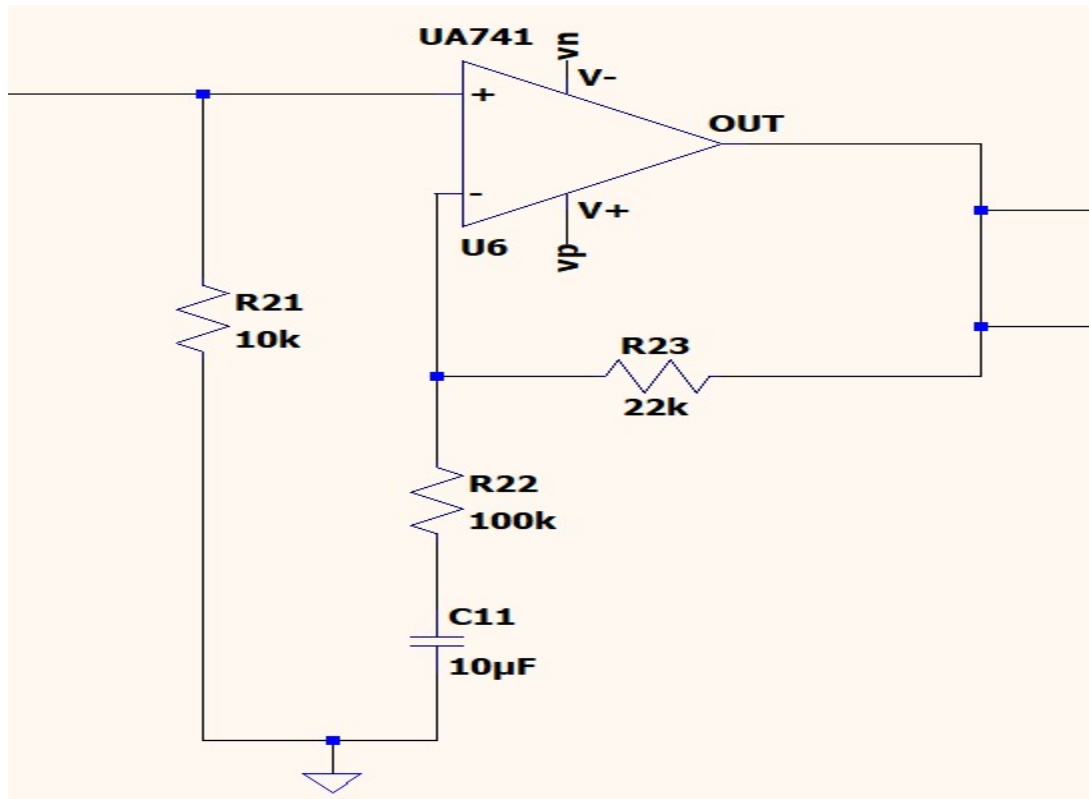 UA741
vn
V-
+
OUT
-
V+
U6
vp
R21
10k
R23
22k
R22
100k
C11
10µF